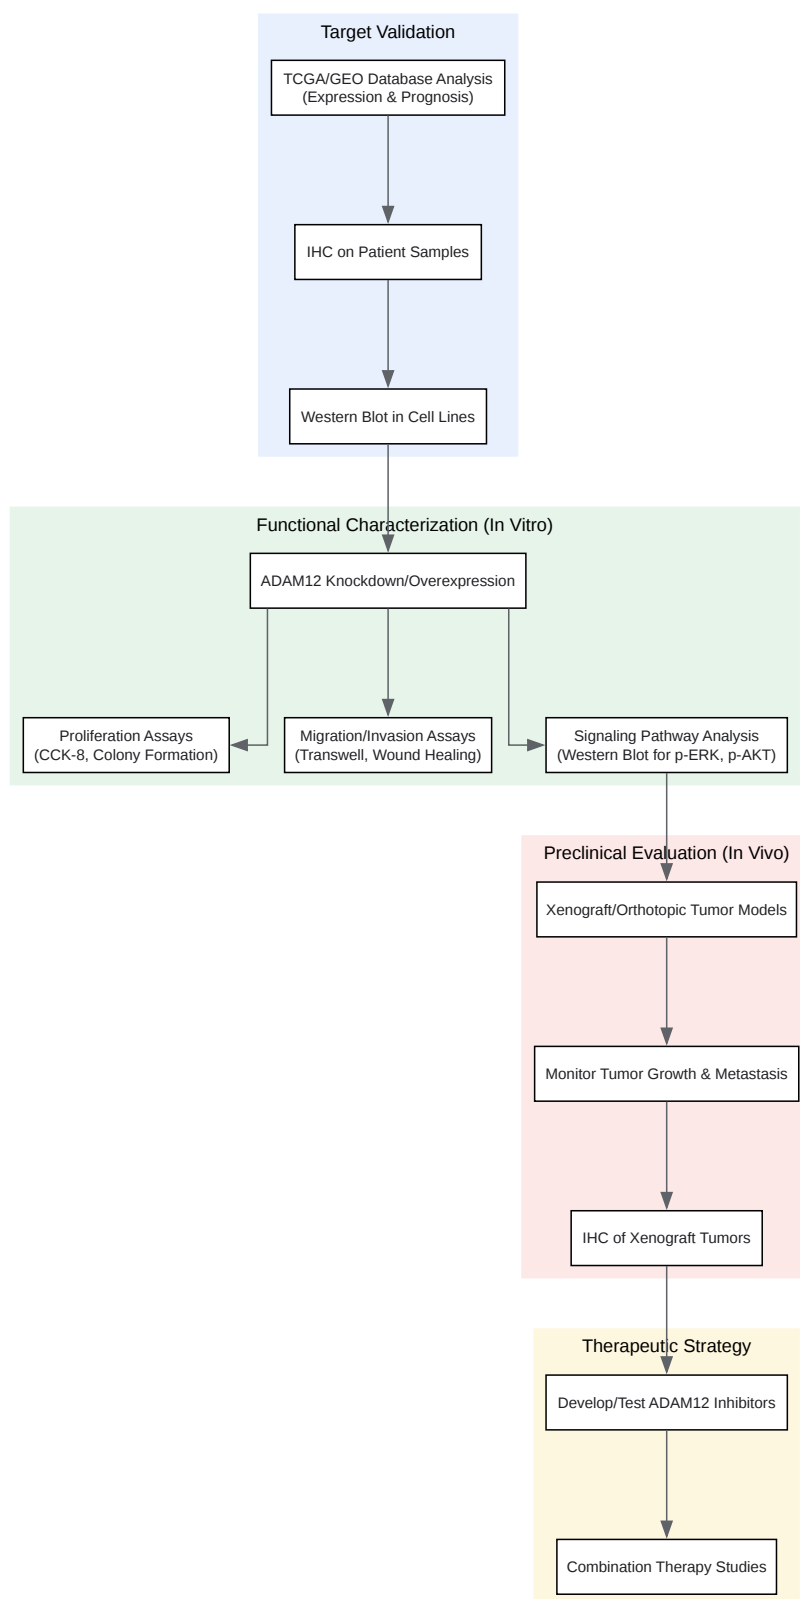 Target Validation
TCGA/GEO Database Analysis
(Expression & Prognosis)
IHC on Patient Samples
Western Blot in Cell Lines
Functional Characterization (In Vitro)
ADAM12 Knockdown/Overexpression
Proliferation Assays
(CCK-8, Colony Formation)
Migration/Invasion Assays
(Transwell, Wound Healing)
Signaling Pathway Analysis
(Western Blot for p-ERK, p-AKT)
Preclinical Evaluation (In Vivo)
Xenograft/Orthotopic Tumor Models
Monitor Tumor Growth & Metastasis
IHC of Xenograft Tumors
Therapeutic Strategy
Develop/Test ADAM12 Inhibitors
Combination Therapy Studies